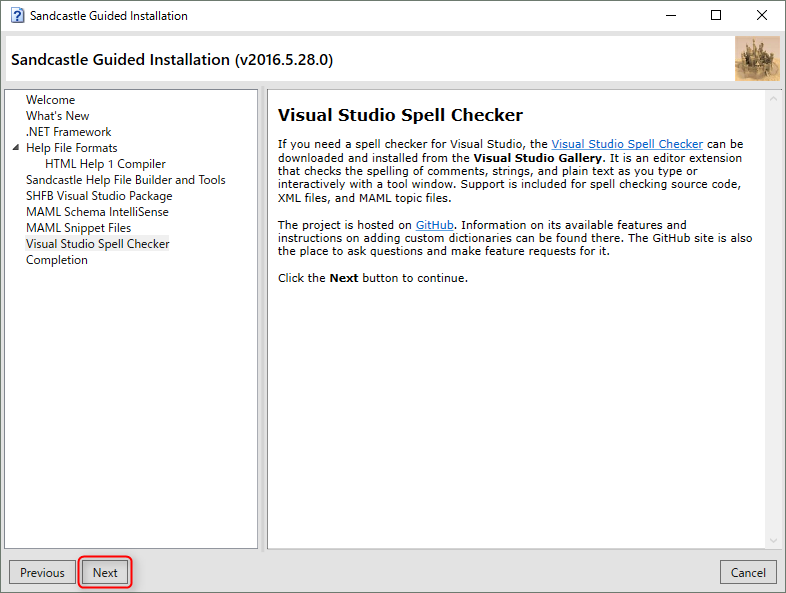 Sandcastle Guided Installation
Sandcastle Guided Installation (v2016.5.28.0)
Welcome
What's New
.NET Framework
Help File Formats
HTML Help 1 Compiler
Sandcastle Help File Builder and Tools
SHFB Visual Studio Package
MAML Schema IntelliSense
MAML Snippet Files
Visual Studio Spell Checker
Completion
Visual Studio Spell Checker
If you need a spell checker for Visual Studio, the Visual Studio Spell Checker can be
downloaded and installed from the Visual Studio Gallery. It is an editor extension
that checks the spelling of comments, strings, and plain text as you type or
interactively with a tool window. Support is included for spell checking source code,
XML files, and MAML topic files.
The project is hosted on GitHub. Information on its available features and
instructions on adding custom dictionaries can be found there. The GitHub site is also
the place to ask questions and make feature requests for it.
Click the Next button to continue.
Previous
Next
Cancel